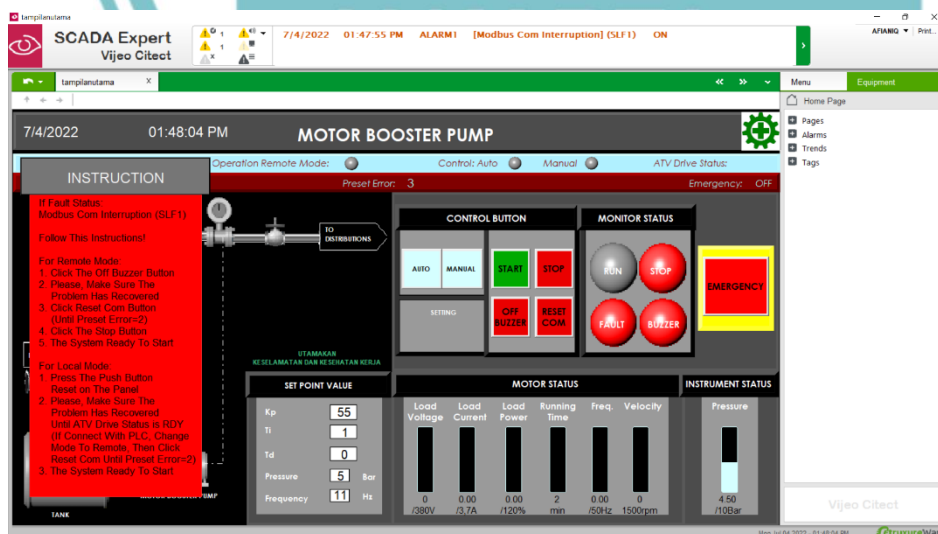 tampilanutama
SCADA Expert
Vijeo Citect
1
1
7/4/2022 01:47:55 PM ALARM1 [Modbus Com Interruption] (SLF1) ON
AFIANIQ Print...
tampilanutama X
Menu Equipment
Home Page
Pages
Alarms
Trends
Tags
7/4/2022 01:48:04 PM MOTOR BOOSTER PUMP
Operation Remote Mode: Control: Auto Manual ATV Drive Status:
Preset Error: 3 Emergency: OFF
INSTRUCTION
If Fault Status:
Modbus Com Interruption (SLF1)
Follow This Instructions!
For Remote Mode:
1. Click The Off Buzzer Button
2. Please, Make Sure The
Problem Has Recovered
3. Click Reset Com Button
(Until Preset Error=2)
4. Click The Stop Button
5. The System Ready To Start
For Local Mode:
1. Press The Push Button
Reset on The Panel
2. Please, Make Sure The
Problem Has Recovered
Until ATV Drive Status is RDY
(If Connect With PLC, Change
Mode To Remote, Then Click
Reset Com Until Preset Error=2)
3. The System Ready To Start
TO
DISTRIBUTIONS
UTAMAKAN
KESELAMATAN DAN KESEHATAN KERJA
TANK
CONTROL BUTTON
AUTO MANUAL START STOP
SETTING OFF BUZZER RESET COM
MONITOR STATUS
RUN STOP
FAULT BUZZER
EMERGENCY
SET POINT VALUE
Kp 55
Ti 1
Td 0
Pressure 5 Bar
Frequency 11 Hz
MOTOR STATUS
Load Voltage Load Current Load Power Running Time Freq. Velocity
0 0.00 0.00 2 0.00 0
/380V /3,7A /120% min /50Hz 1500rpm
INSTRUMENT STATUS
Pressure
4.50
/10Bar
Vijeo Citect